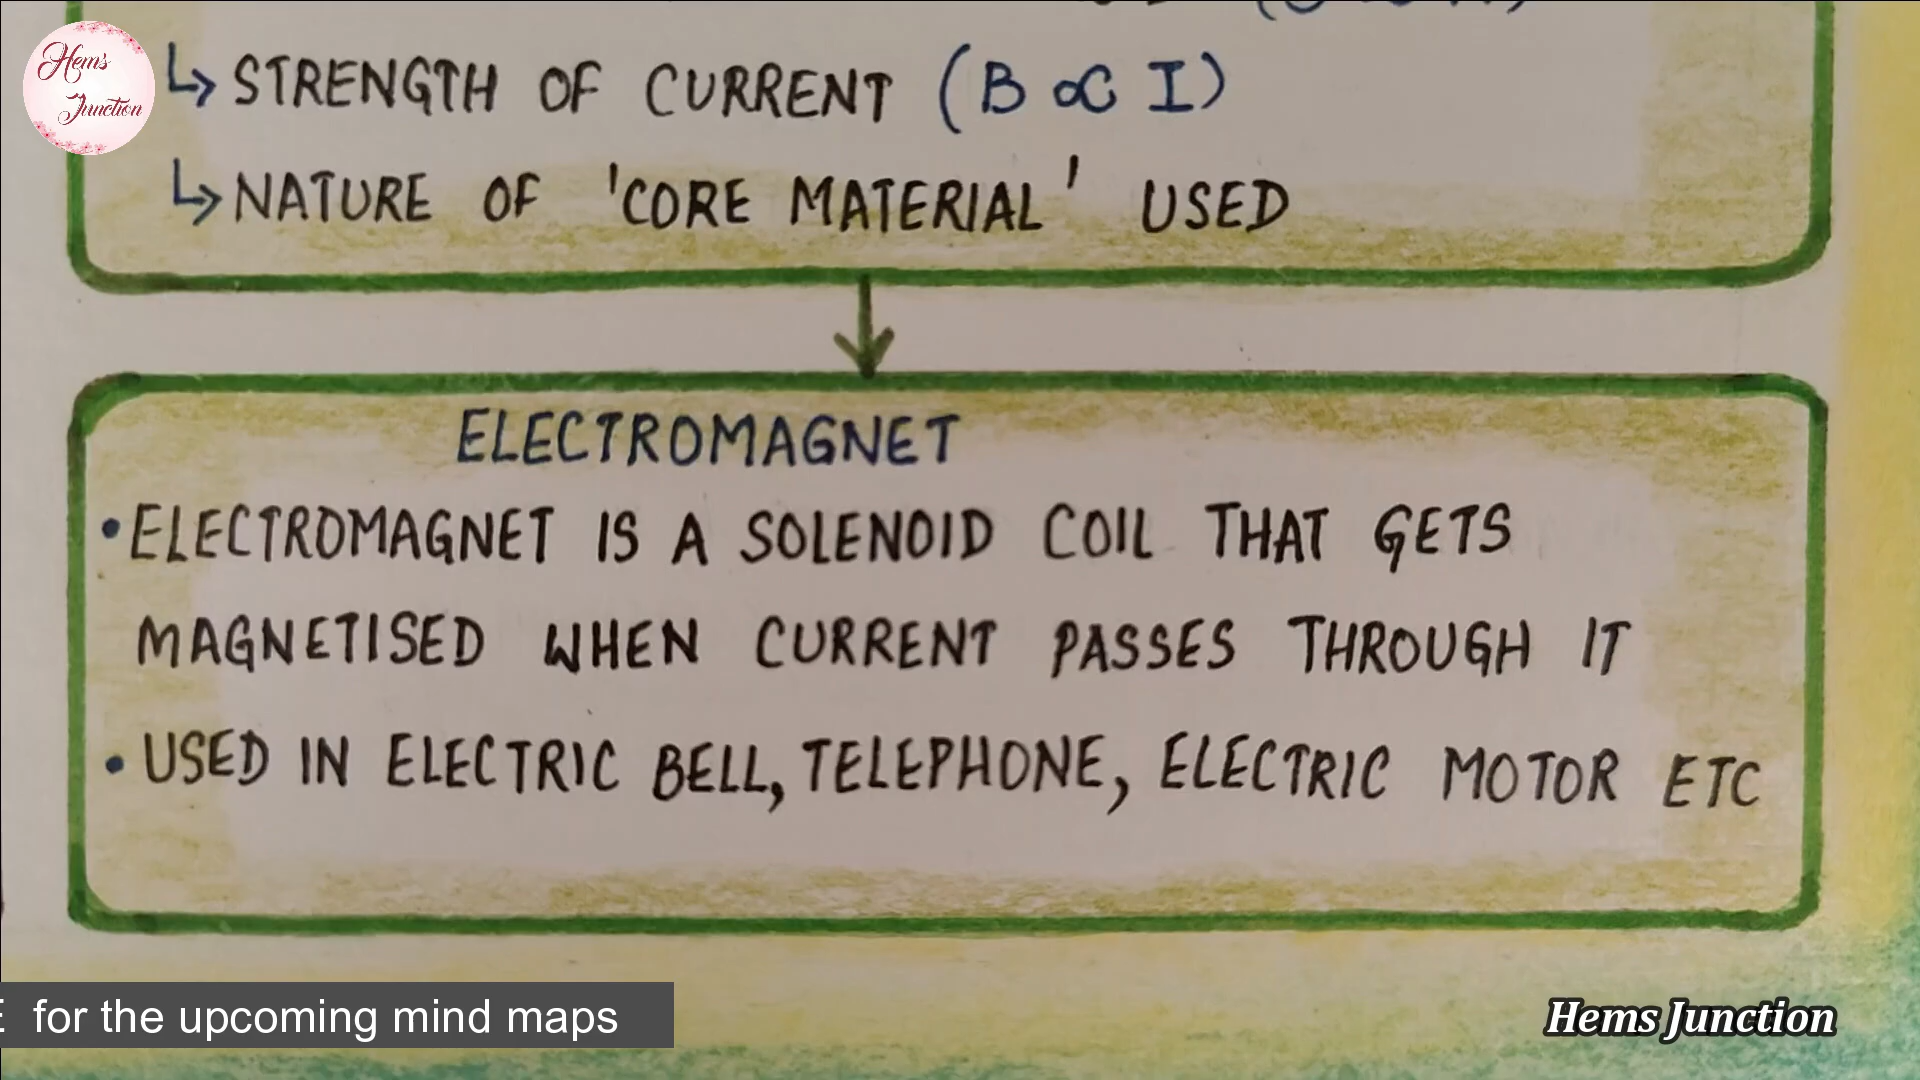 Hems
Junction
↳ STRENGTH OF CURRENT (B ∝ I)
↳ NATURE OF 'CORE MATERIAL' USED
ELECTROMAGNET
• ELECTROMAGNET IS A SOLENOID COIL THAT GETS
MAGNETISED WHEN CURRENT PASSES THROUGH IT
• USED IN ELECTRIC BELL, TELEPHONE, ELECTRIC MOTOR ETC
for the upcoming mind maps
Hems Junction